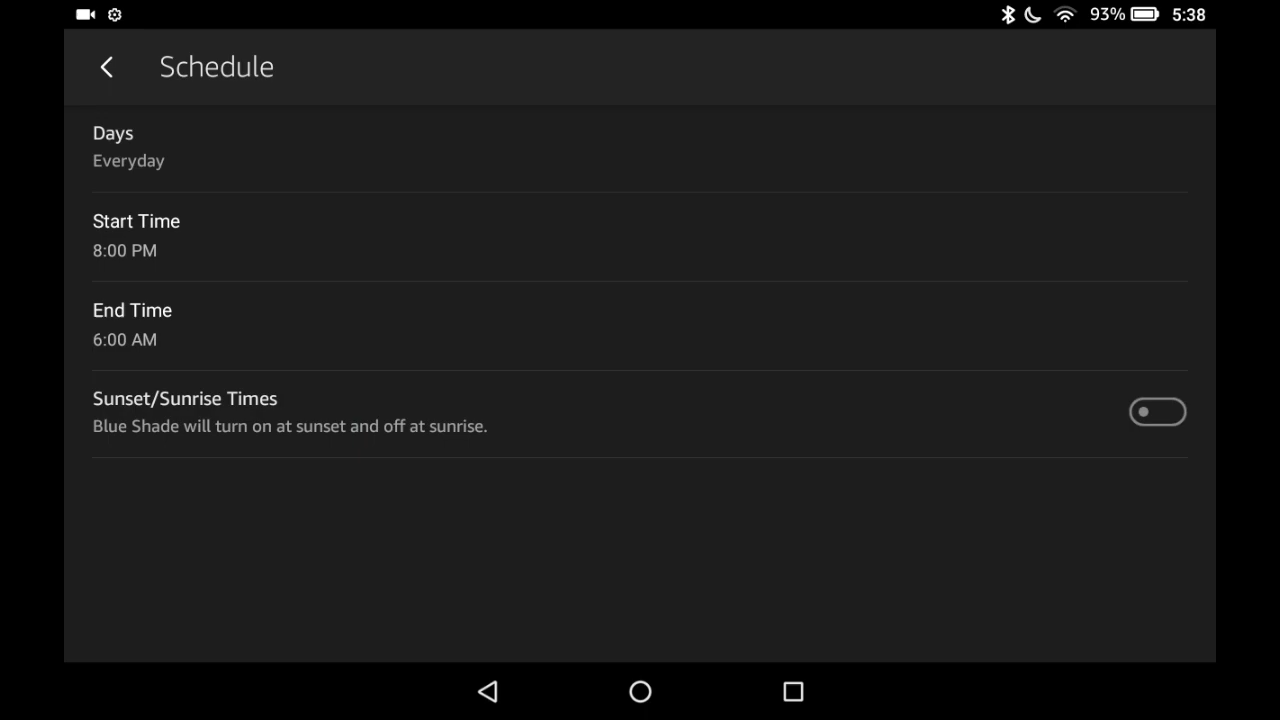 93% 5:38
Schedule
Days
Everyday
Start Time
8:00 PM
End Time
6:00 AM
Sunset/Sunrise Times
Blue Shade will turn on at sunset and off at sunrise.